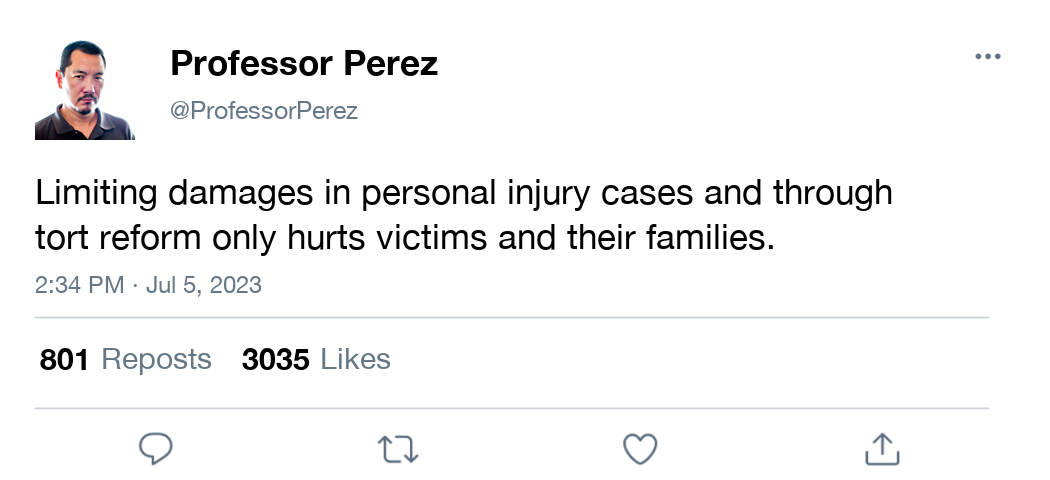 Professor Perez
@ProfessorPerez
Limiting damages in personal injury cases and through
tort reform only hurts victims and their families.
2:34 PM · Jul 5, 2023
801 Reposts 3035 Likes